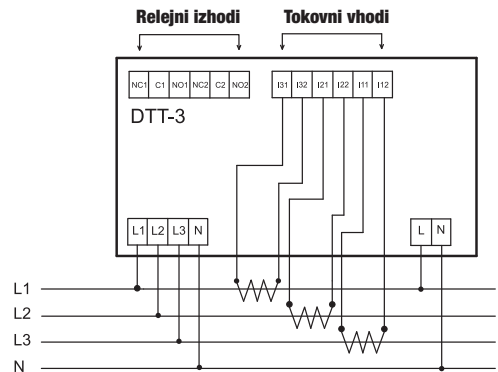 Relejni izhodi Tokovni vhodi
NC1 C1 NO1 NC2 C2 NO2 I31 I32 I21 I22 I11 I12
DTT-3
L1 L2 L3 N L N
L1
L2
L3
N